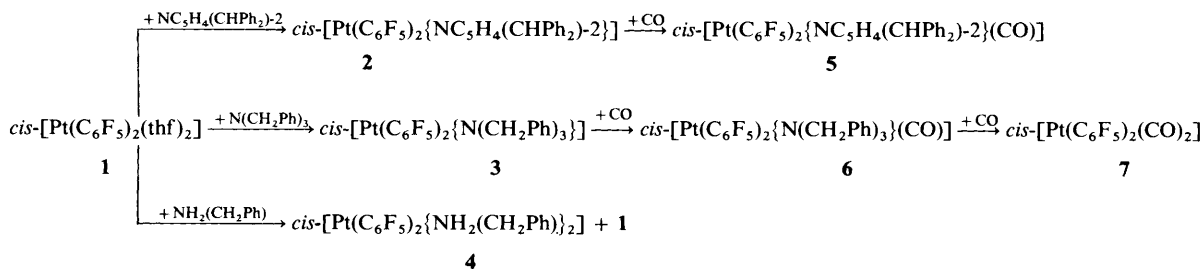 + NC5H4(CHPh2)-2 cis-[Pt(C6F5)2{NC5H4(CHPh2)-2}] +CO cis-[Pt(C6F5)2{NC5H4(CHPh2)-2}(CO)]
2 5
cis-[Pt(C6F5)2(thf)2] + N(CH2Ph)3 cis-[Pt(C6F5)2{N(CH2Ph)3}] + CO cis-[Pt(C6F5)2{N(CH2Ph)3}(CO)] + CO cis-[Pt(C6F5)2(CO)2]
1 3 6 7
+ NH2(CH2Ph) cis-[Pt(C6F5)2{NH2(CH2Ph)}2] + 1
4